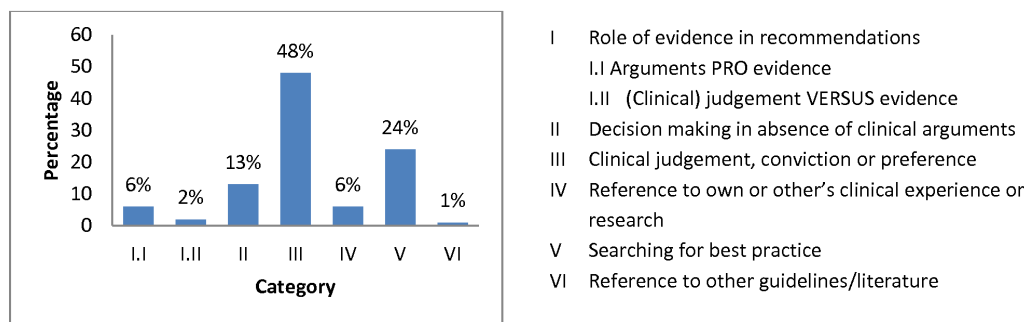 60
50
40
30
20
10
0
Percentage
6%
2%
13%
48%
6%
24%
1%
I.I
I.II
II
III
IV
V
VI
Category
I Role of evidence in recommendations
I.I Arguments PRO evidence
I.II (Clinical) judgement VERSUS evidence
II Decision making in absence of clinical arguments
III Clinical judgement, conviction or preference
IV Reference to own or other’s clinical experience or
research
V Searching for best practice
VI Reference to other guidelines/literature